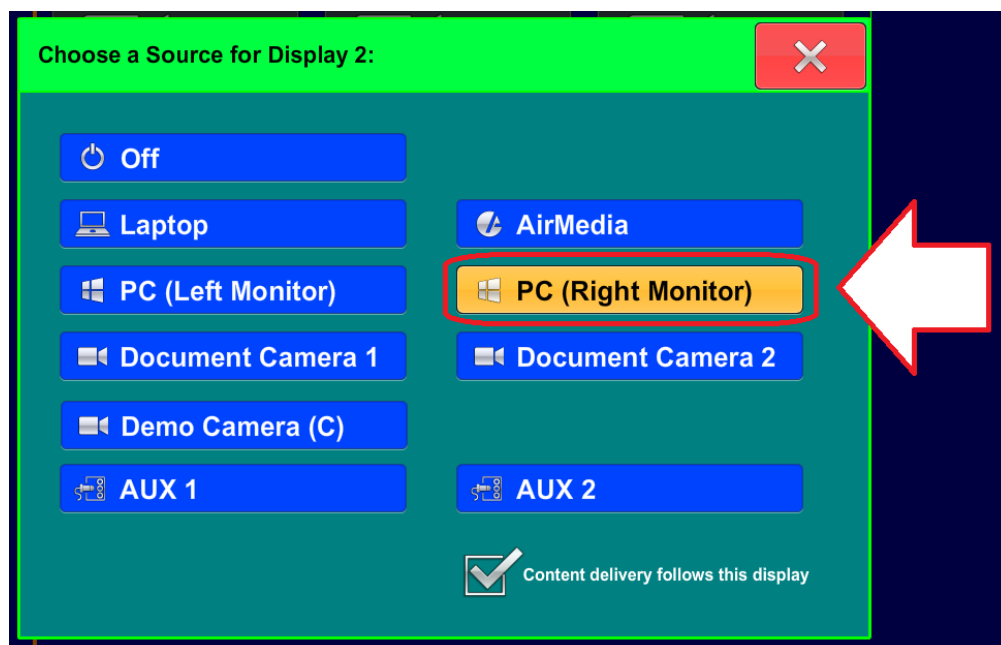 Choose a Source for Display 2:
Off
Laptop
AirMedia
PC (Left Monitor)
PC (Right Monitor)
Document Camera 1
Document Camera 2
Demo Camera (C)
AUX 1
AUX 2
Content delivery follows this display